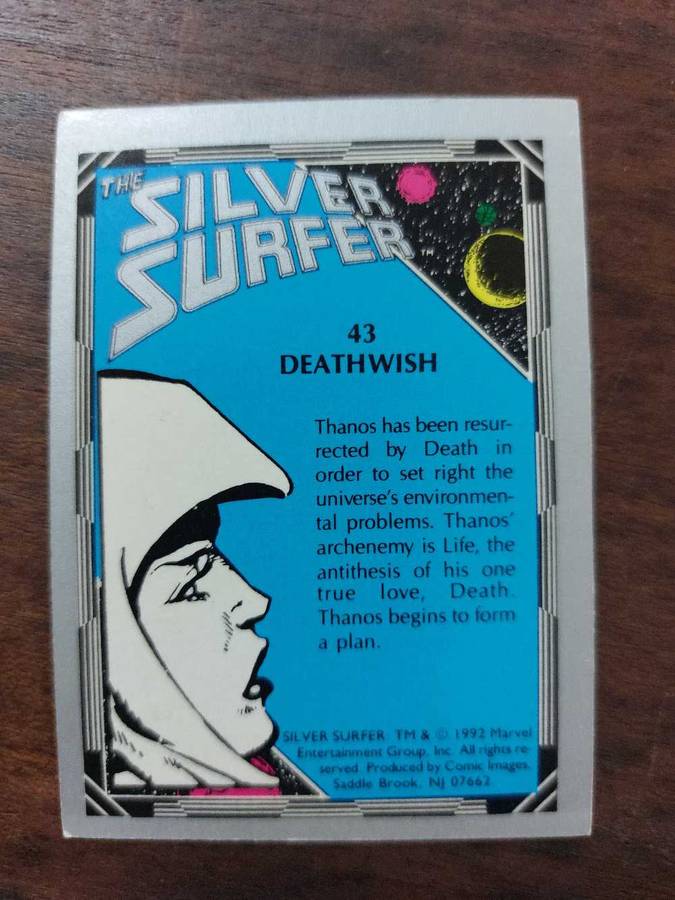 THE
SILVER
SURFER™
43
DEATHWISH
Thanos has been resur-
rected by Death in
order to set right the
universe's environmen-
tal problems. Thanos'
archenemy is Life, the
antithesis of his one
true love, Death.
Thanos begins to form
a plan.
SILVER SURFER TM & © 1992 Marvel
Entertainment Group, Inc. All rights re-
served. Produced by Comic Images,
Saddle Brook, NJ 07662